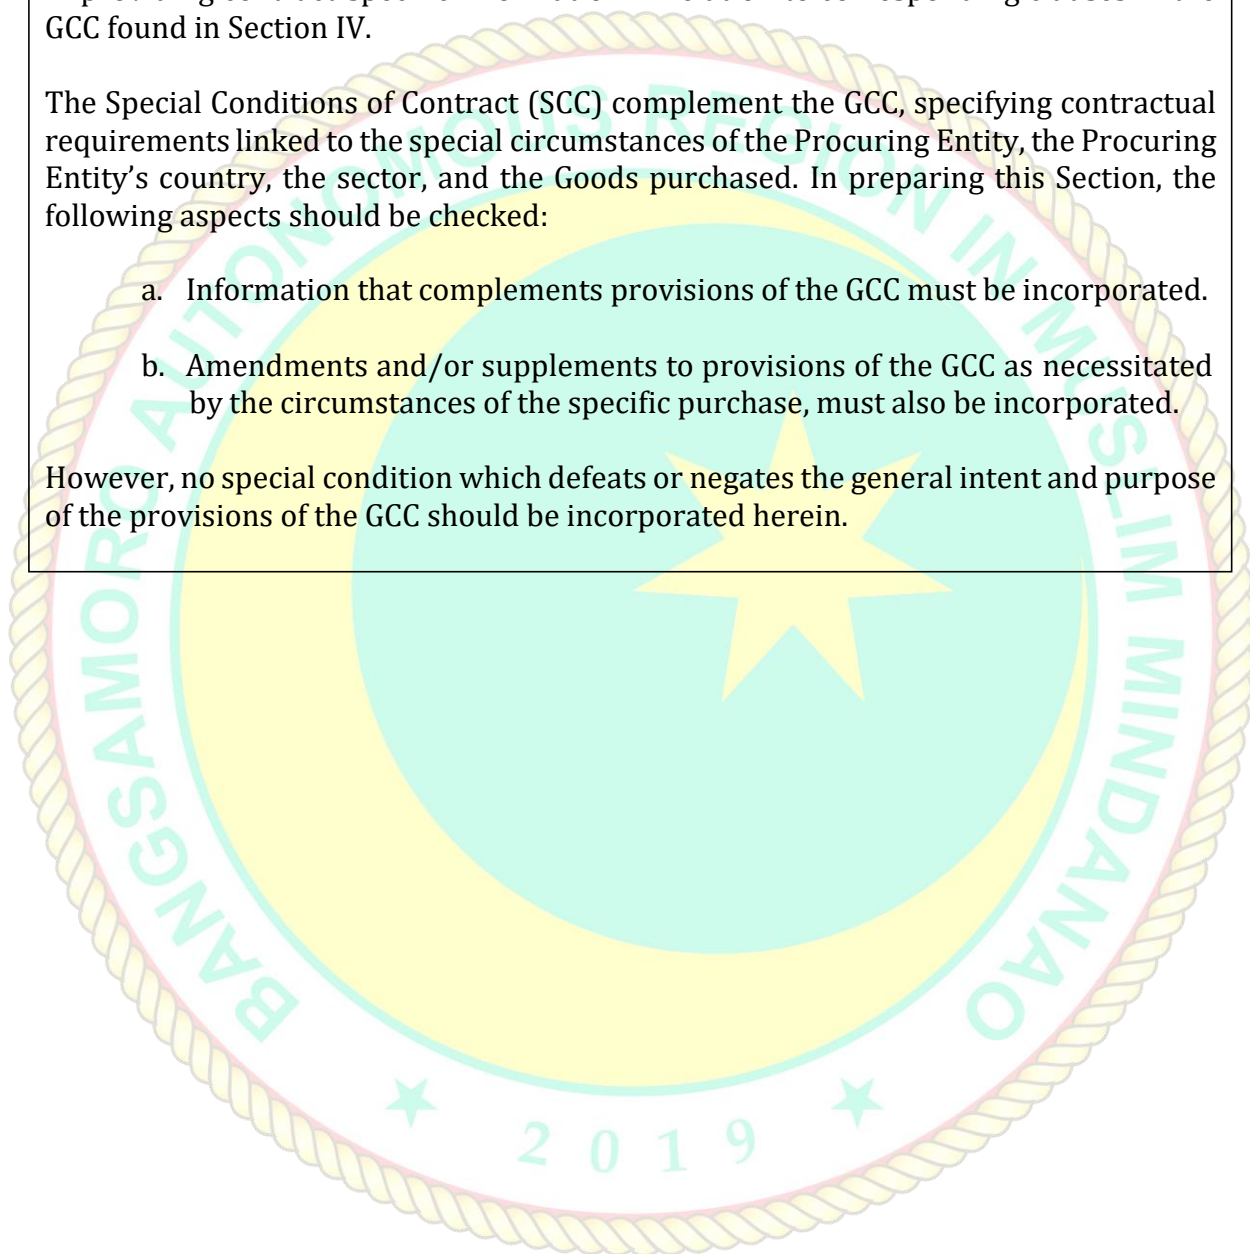 GCC found in Section IV.
The Special Conditions of Contract (SCC) complement the GCC, specifying contractual
requirements linked to the special circumstances of the Procuring Entity, the Procuring
Entity’s country, the sector, and the Goods purchased. In preparing this Section, the
following aspects should be checked:
a. Information that complements provisions of the GCC must be incorporated.
b. Amendments and/or supplements to provisions of the GCC as necessitated
by the circumstances of the specific purchase, must also be incorporated.
However, no special condition which defeats or negates the general intent and purpose
of the provisions of the GCC should be incorporated herein.
BANGSAMORO AUTONOMOUS REGION IN MUSLIM MINDANAO
2019